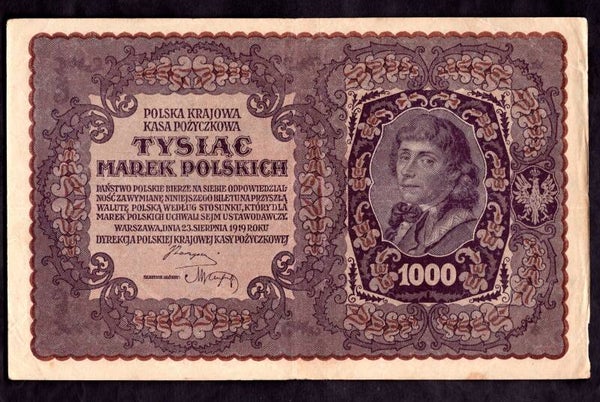 POLSKA KRAJOWA
KASA POŻYCZKOWA
TYSIĄC
MAREK POLSKICH
PAŃSTWO POLSKIE BIERZE NA SIEBIE ODPOWIEDZIAL
NOŚĆ ZA WYMIANĘ NINIEJSZEGO BILETU NA PRZYSZŁĄ
WALUTĘ POLSKĄ WEDŁUG STOSUNKU, KTÓRY DLA
MAREK POLSKICH UCHWALI SEJM USTAWODAWCZY.
WARSZAWA, DNIA 23. SIERPNIA 1919 ROKU
DYREKCJA POLSKIEJ KRAJOWEJ KASY POŻYCZKOWEJ
1000